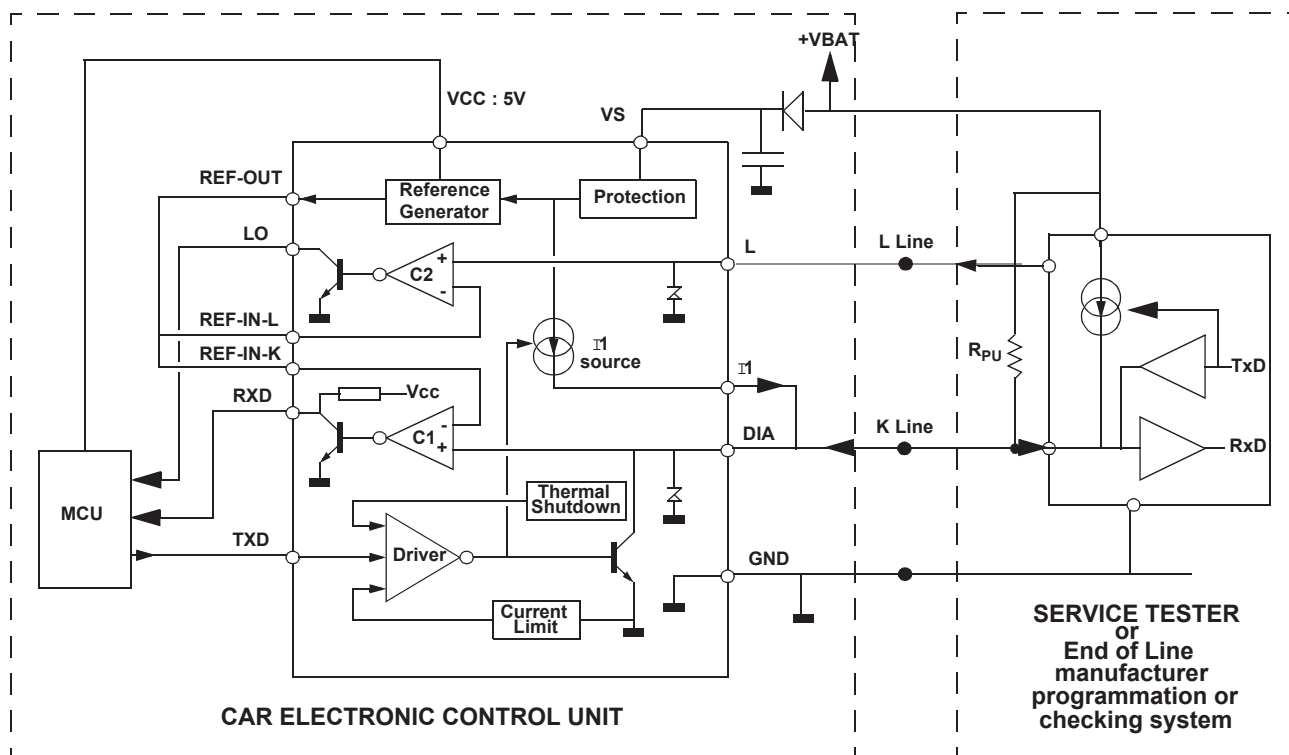 +VBAT
VCC : 5V
VS
REF-OUT
Reference
Generator
Protection
LO
L
L Line
C2
+
-
REF-IN-L
REF-IN-K
I1
source
I1
RPU
TxD
RXD
Vcc
C1
-
+
DIA
K Line
RxD
Thermal
Shutdown
MCU
TXD
Driver
GND
Current
Limit
SERVICE TESTER
or
End of Line
manufacturer
programmation or
checking system
CAR ELECTRONIC CONTROL UNIT